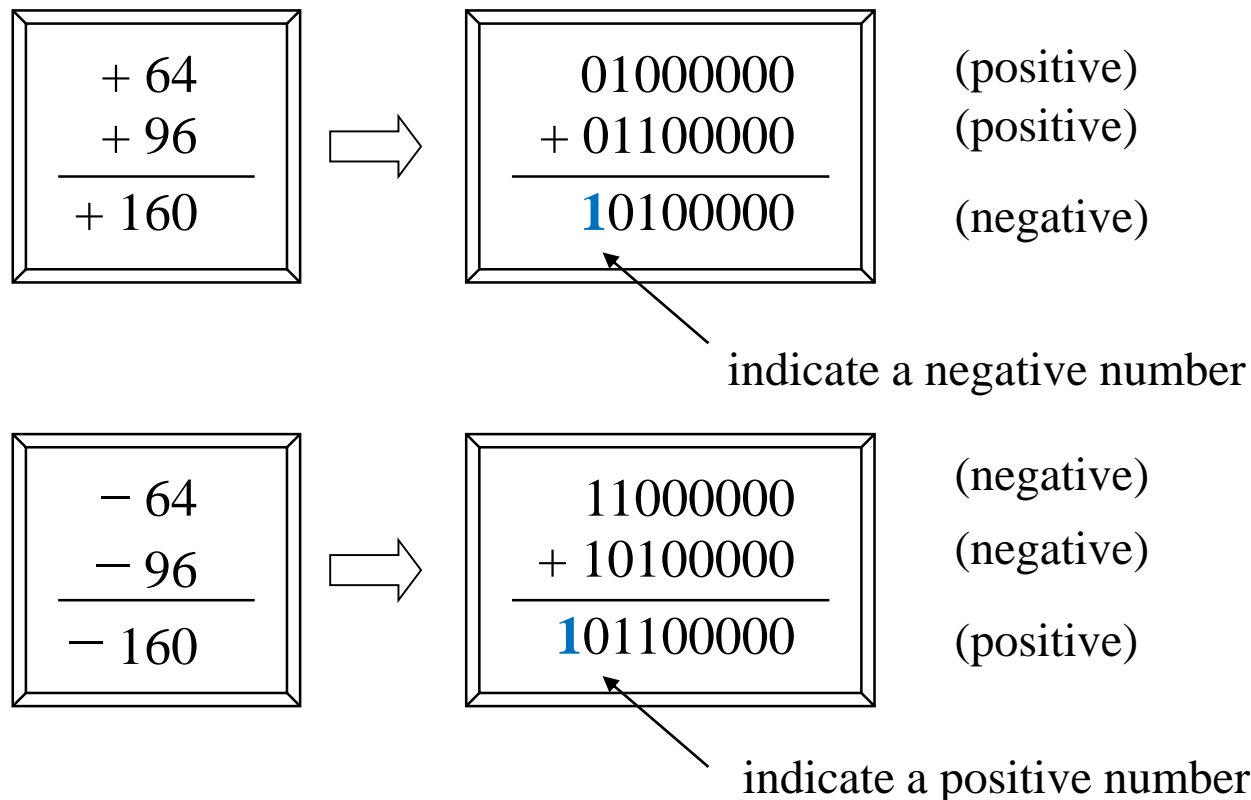 + 64
+ 96
+ 160
01000000
+ 01100000
10100000
(positive)
(positive)
(negative)
indicate a negative number
− 64
− 96
− 160
11000000
+ 10100000
101100000
(negative)
(negative)
(positive)
indicate a positive number